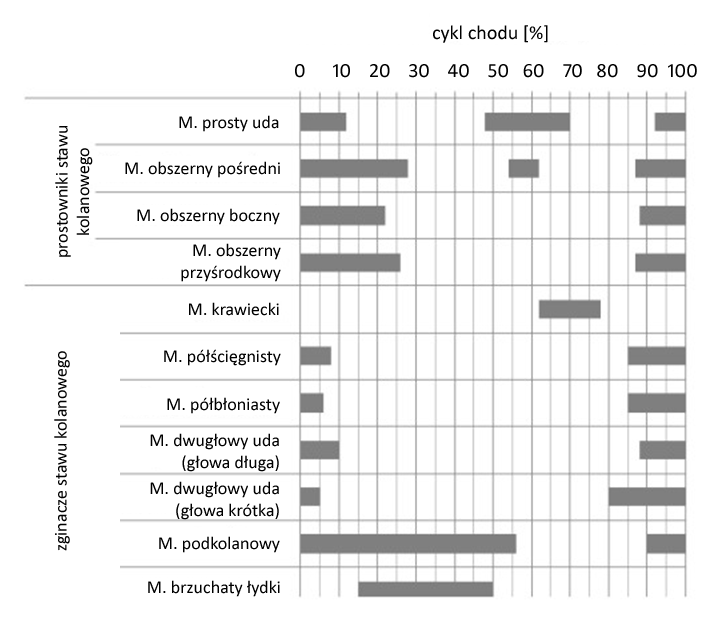 cykl chodu [%]
0 10 20 30 40 50 60 70 80 90 100
prostowniki stawu
kolanowego
M. prosty uda
M. obszerny pośredni
M. obszerny boczny
M. obszerny
przyśrodkowy
zginacze stawu kolanowego
M. krawiecki
M. półścięgnisty
M. półbłoniasty
M. dwugłowy uda
(głowa długa)
M. dwugłowy uda
(głowa krótka)
M. podkolanowy
M. brzuchaty łydki